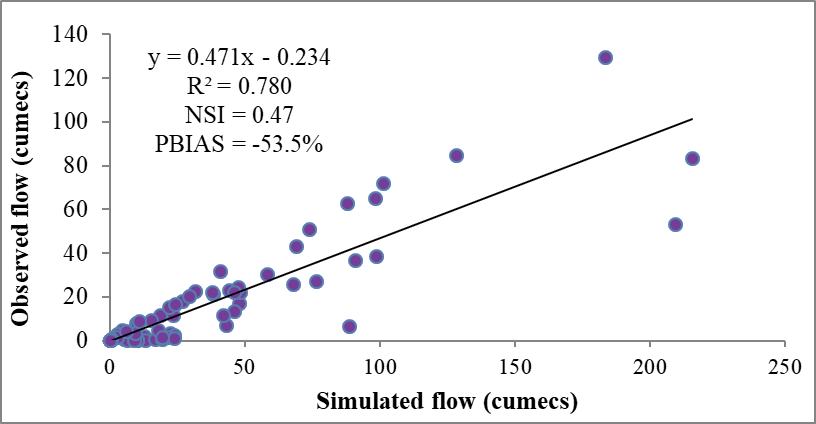 140
120
100
80
60
40
20
0
y = 0.471x - 0.234
R² = 0.780
NSI = 0.47
PBIAS = -53.5%
Observed flow (cumecs)
0 50 100 150 200 250
Simulated flow (cumecs)